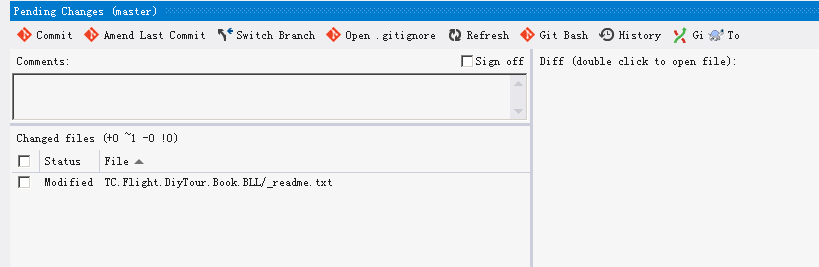 Pending Changes (master)
Commit Amend Last Commit Switch Branch Open .gitignore Refresh Git Bash History Gi To
Comments: Sign off Diff (double click to open file):
Changed files (+0 ~1 -0 !0)
Status File
Modified TC.Flight.DiyTour.Book.BLL/_readme.txt